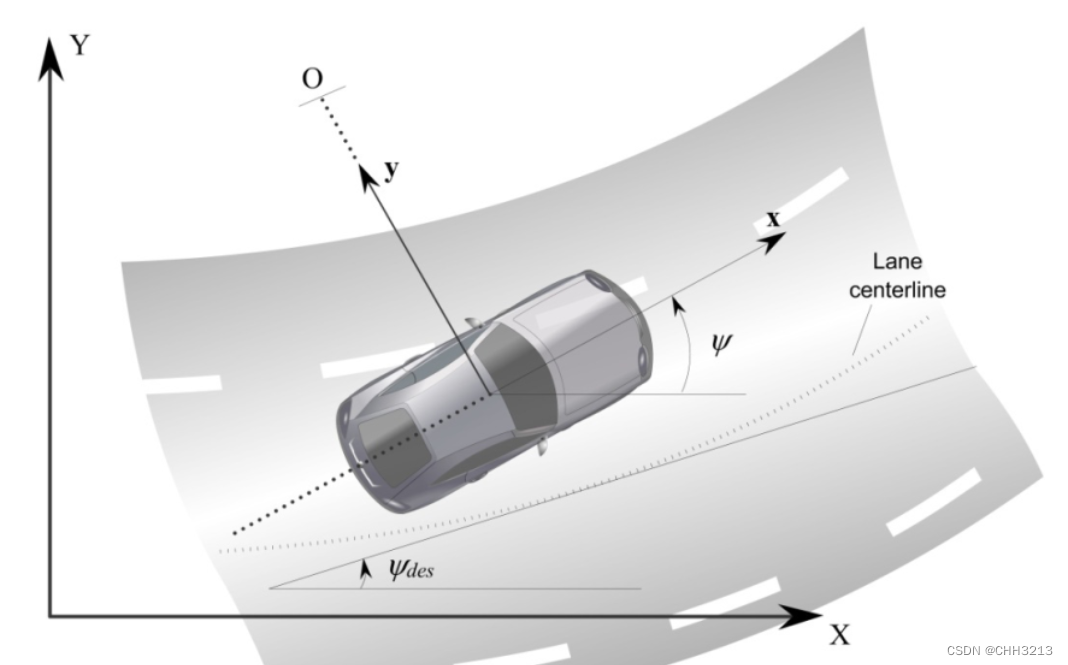 Y
O
y
x
Lane
centerline
ψ
ψdes
X
CSDN @CHH3213